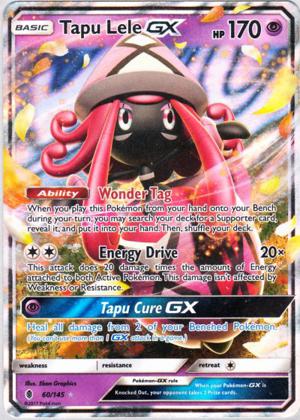 BASIC Tapu Lele GX HP 170
Ability Wonder Tag
When you play this Pokémon from your hand onto your Bench
during your turn, you may search your deck for a Supporter card,
reveal it, and put it into your hand. Then, shuffle your deck.
Energy Drive 20×
This attack does 20 damage times the amount of Energy
attached to both Active Pokémon. This damage isn't affected by
Weakness or Resistance.
Tapu Cure GX
Heal all damage from 2 of your Benched Pokémon.
(You can't use more than 1 GX attack in a game.)
weakness resistance retreat
Illus. 5ban Graphics
60/145
©2017 Pokémon
Pokémon-GX rule
When your Pokémon-GX is
Knocked Out, your opponent takes 2 Prize cards.